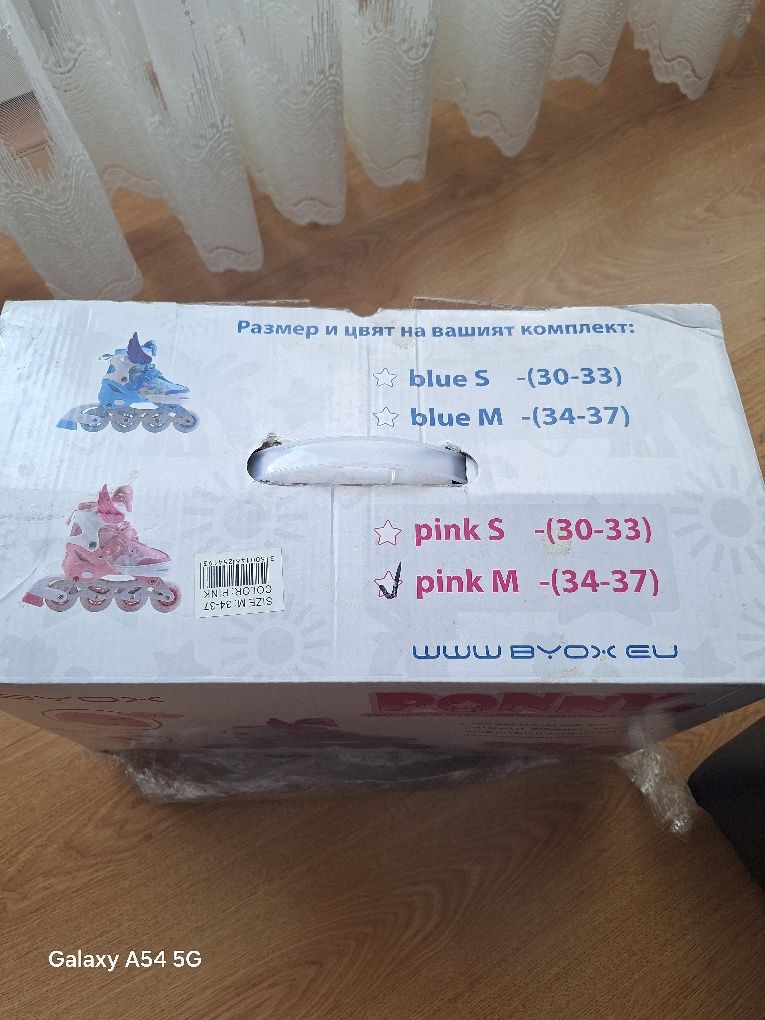 Размер и цвят на вашият комплект:
blue S -(30-33)
blue M -(34-37)
pink S -(30-33)
pink M -(34-37)
SIZE M: 34-37
COLOR: PINK
WWW BYOX EU
BYOX
Galaxy A54 5G